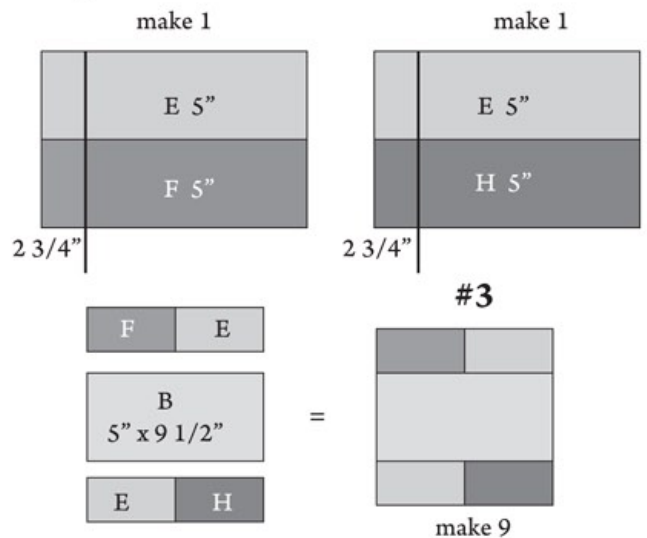 make 1
make 1
E 5”
E 5”
F 5”
H 5”
2 3/4”
2 3/4”
#3
F E
B
5” x 9 1/2”
=
E H
make 9